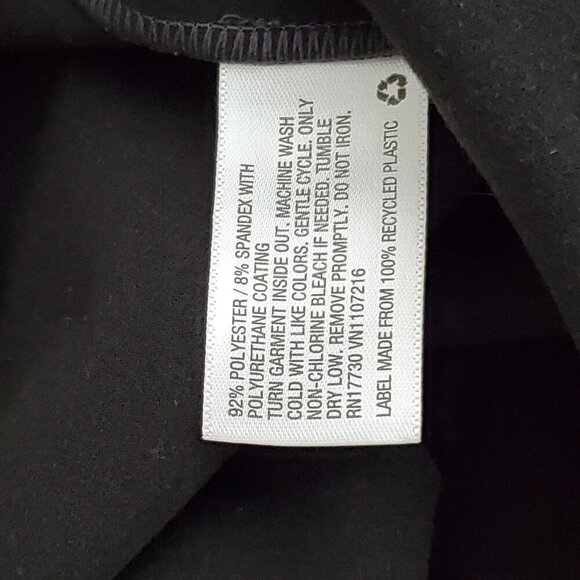 92% POLYESTER / 8% SPANDEX WITH
POLYURETHANE COATING
TURN GARMENT INSIDE OUT. MACHINE WASH
COLD WITH LIKE COLORS. GENTLE CYCLE. ONLY
NON-CHLORINE BLEACH IF NEEDED. TUMBLE
DRY LOW. REMOVE PROMPTLY. DO NOT IRON.
RN17730 VN1107216
LABEL MADE FROM 100% RECYCLED PLASTIC